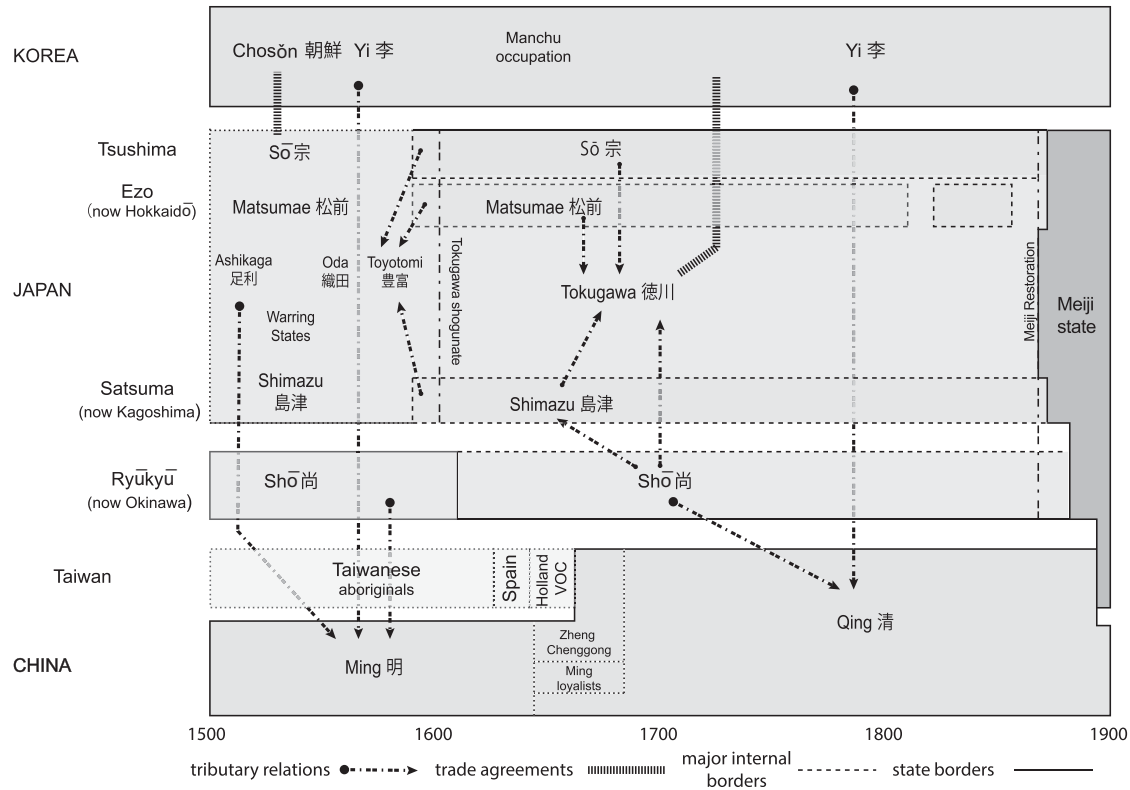 KOREA
Chosǒn 朝鮮 Yi 李
Manchu
occupation
Yi 李
Tsushima
Sō 宗
Sō 宗
Ezo
(now Hokkaidō)
Matsumae 松前
Matsumae 松前
Ashikaga
足利
Oda
織田
Toyotomi
豊富
Tokugawa shogunate
JAPAN
Tokugawa 徳川
Meiji Restoration
Meiji
state
Warring
States
Satsuma
(now Kagoshima)
Shimazu
島津
Shimazu 島津
Ryūkyū
(now Okinawa)
Shō 尚
Shō 尚
Taiwan
Taiwanese
aboriginals
Spain
Holland
VOC
Qing 清
CHINA
Ming 明
Zheng
Chenggong
Ming
loyalists
1500 1600 1700 1800 1900
tributary relations
trade agreements
major internal
borders
state borders